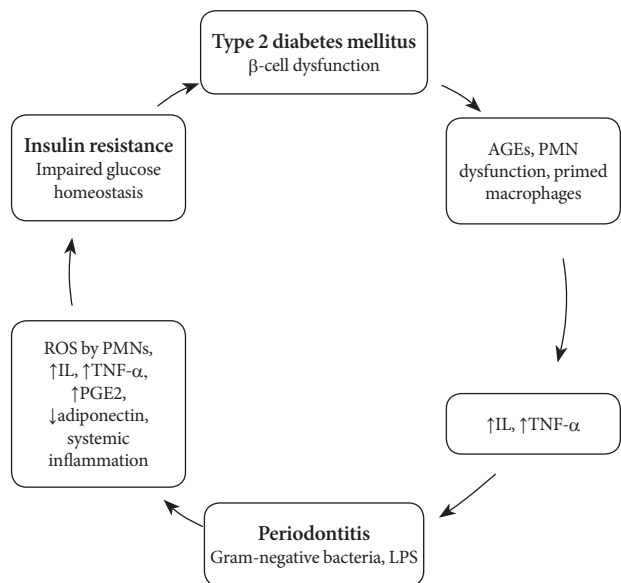 Type 2 diabetes mellitus
β-cell dysfunction
AGEs, PMN
dysfunction, primed
macrophages
↑IL, ↑TNF-α
Periodontitis
Gram-negative bacteria, LPS
ROS by PMNs,
↑IL, ↑TNF-α,
↑PGE2,
↓adiponectin,
systemic
inflammation
Insulin resistance
Impaired glucose
homeostasis